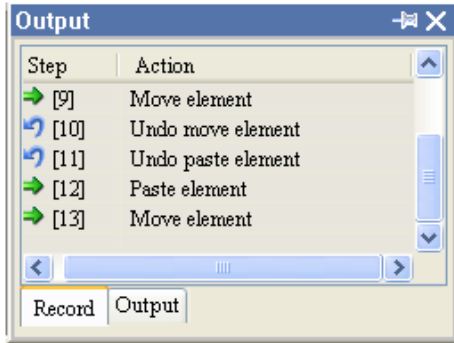 Output
Step Action
[9] Move element
[10] Undo move element
[11] Undo paste element
[12] Paste element
[13] Move element
Record Output